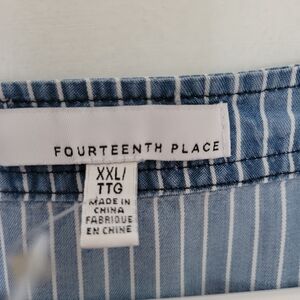 FOURTEENTH PLACE
XXL/
TTG
MADE IN
CHINA
FABRIQUE
EN CHINE